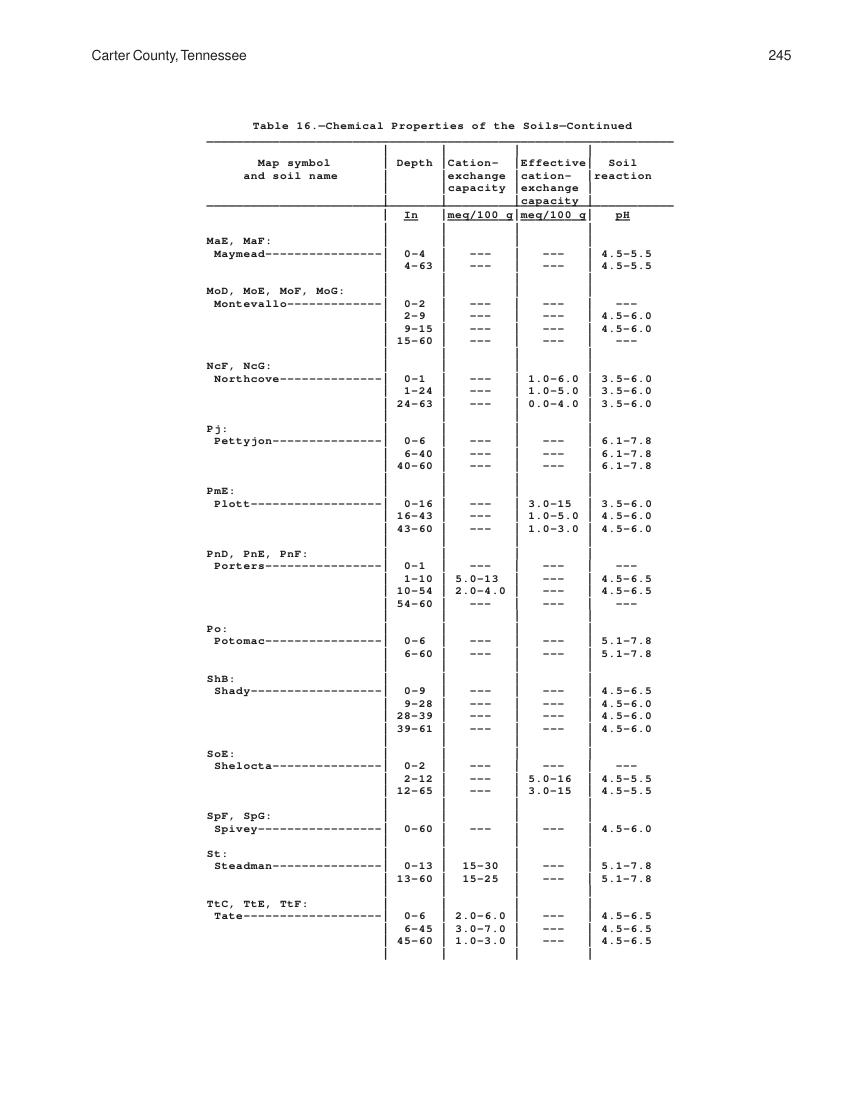 Carter County, Tennessee 245
Table 16.—Chemical Properties of the Soils—Continued
Map symbol | Depth |Cation- |Effective| Soil
and soil name | |exchange |cation- |reaction
| |capacity |exchange |
| | |capacity |
| In |meq/100 g|meq/100 g| pH
MaE, MaF:
Maymead-----------------| 0-4 | --- | --- | 4.5-5.5
| 4-63 | --- | --- | 4.5-5.5
MoD, MoE, MoF, MoG:
Montevallo-------------| 0-2 | --- | --- | ---
| 2-9 | --- | --- | 4.5-6.0
| 9-15 | --- | --- | 4.5-6.0
| 15-60 | --- | --- | ---
NcF, NcG:
Northcove--------------| 0-1 | --- | 1.0-6.0 | 3.5-6.0
| 1-24 | --- | 1.0-5.0 | 3.5-6.0
| 24-63 | --- | 0.0-4.0 | 3.5-6.0
Pj:
Pettyjon---------------| 0-6 | --- | --- | 6.1-7.8
| 6-40 | --- | --- | 6.1-7.8
| 40-60 | --- | --- | 6.1-7.8
PmE:
Plott------------------| 0-16 | --- | 3.0-15 | 3.5-6.0
| 16-43 | --- | 1.0-5.0 | 4.5-6.0
| 43-60 | --- | 1.0-3.0 | 4.5-6.0
PnD, PnE, PnF:
Porters----------------| 0-1 | --- | --- | ---
| 1-10 | 5.0-13 | --- | 4.5-6.5
| 10-54 | 2.0-4.0 | --- | 4.5-6.5
| 54-60 | --- | --- | ---
Po:
Potomac----------------| 0-6 | --- | --- | 5.1-7.8
| 6-60 | --- | --- | 5.1-7.8
ShB:
Shady------------------| 0-9 | --- | --- | 4.5-6.5
| 9-28 | --- | --- | 4.5-6.0
| 28-39 | --- | --- | 4.5-6.0
| 39-61 | --- | --- | 4.5-6.0
SoE:
Shelocta---------------| 0-2 | --- | --- | ---
| 2-12 | --- | 5.0-16 | 4.5-5.5
| 12-65 | --- | 3.0-15 | 4.5-5.5
SpF, SpG:
Spivey-----------------| 0-60 | --- | --- | 4.5-6.0
St:
Steadman---------------| 0-13 | 15-30 | --- | 5.1-7.8
| 13-60 | 15-25 | --- | 5.1-7.8
TtC, TtE, TtF:
Tate-------------------| 0-6 | 2.0-6.0 | --- | 4.5-6.5
| 6-45 | 3.0-7.0 | --- | 4.5-6.5
| 45-60 | 1.0-3.0 | --- | 4.5-6.5